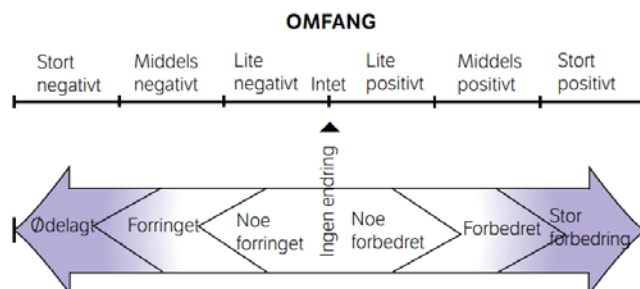 OMFANG
Stort
negativt
Middels
negativt
Lite
negativt
Intet
Lite
positivt
Middels
positivt
Stort
positivt
Ødelagt
Forringet
Noe
forringet
Ingen endring
Noe
forbedret
Forbedret
Stor
forbedring